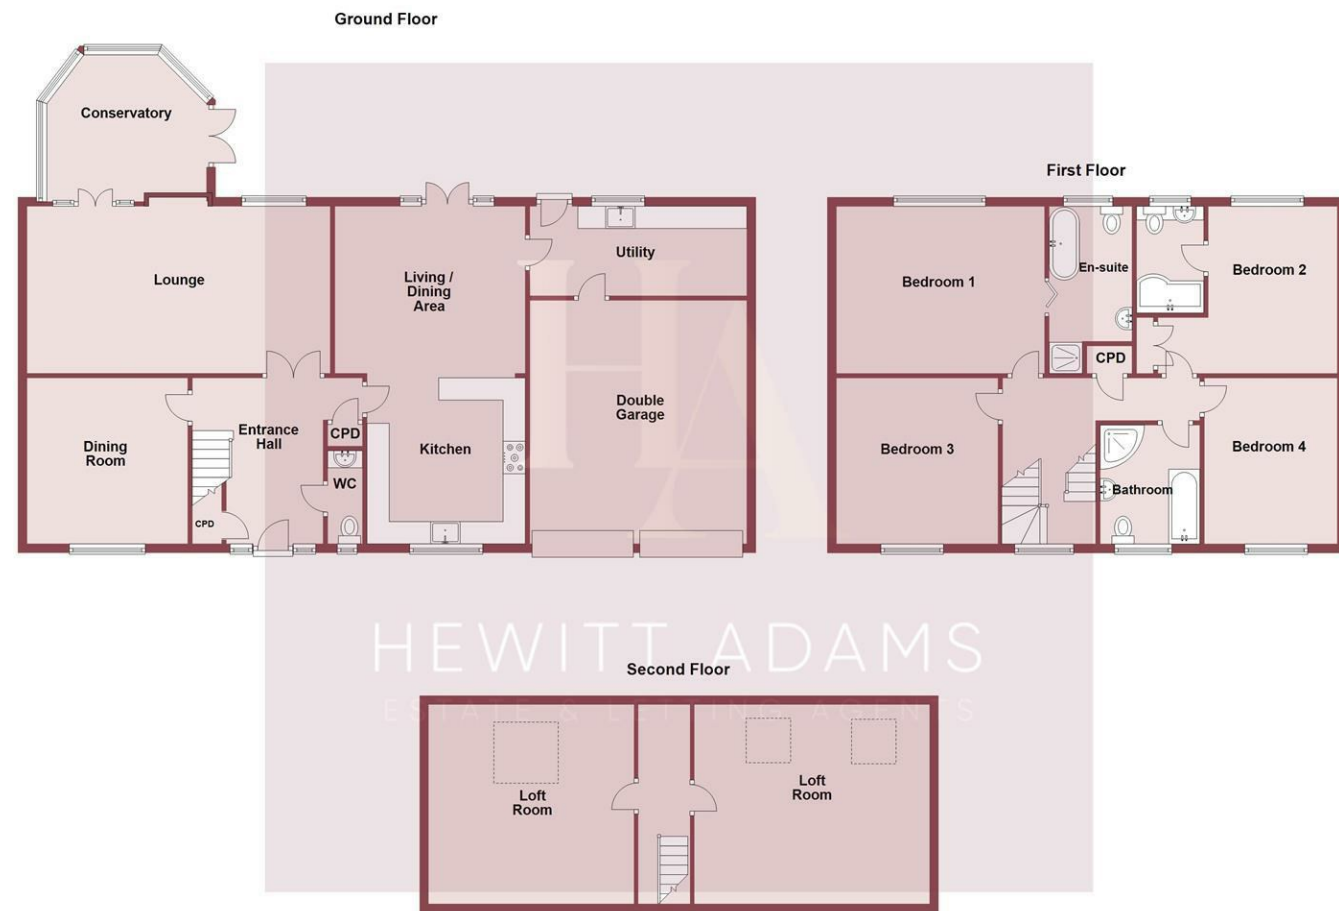 Ground Floor
Conservatory
Lounge
Living /
Dining
Area
Utility
Dining
Room
Entrance
Hall
CPD
CPD
WC
Kitchen
Double
Garage
First Floor
Bedroom 1
En-suite
Bedroom 2
CPD
Bedroom 3
Bathroom
Bedroom 4
HA
HEWITT ADAMS
ESTATE & LETTING AGENTS
Second Floor
Loft
Room
Loft
Room